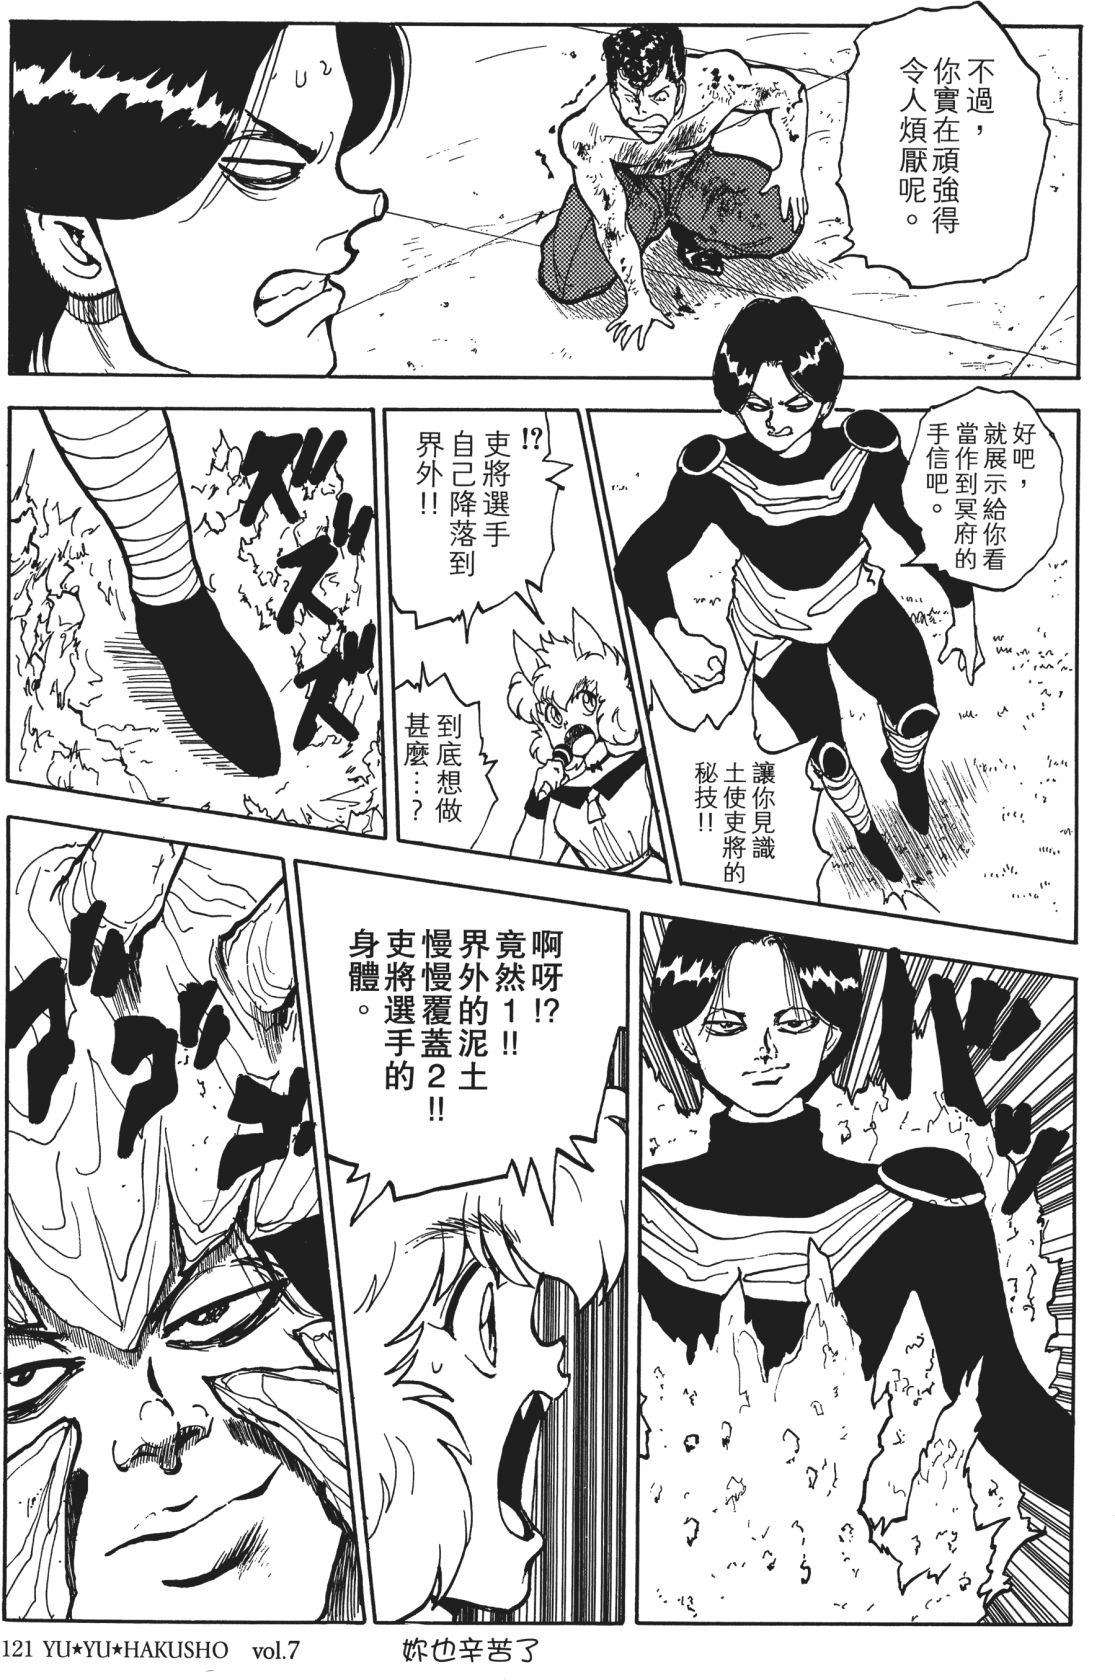 不過，
你實在頑強得
令人煩厭呢。
好吧，
就展示給你看
當作到冥府的
手信吧。
讓你見識
土使吏將的
秘技!!
!?
吏將選手
自己降落到
界外!!
到底想做
甚麼…?
ズ
ズ
ズ
啊呀!?
竟然1!!
界外的泥土
慢慢覆蓋2!!
吏將選手的
身體。
121 YU★YU★HAKUSHO vol.7
妳也辛苦了